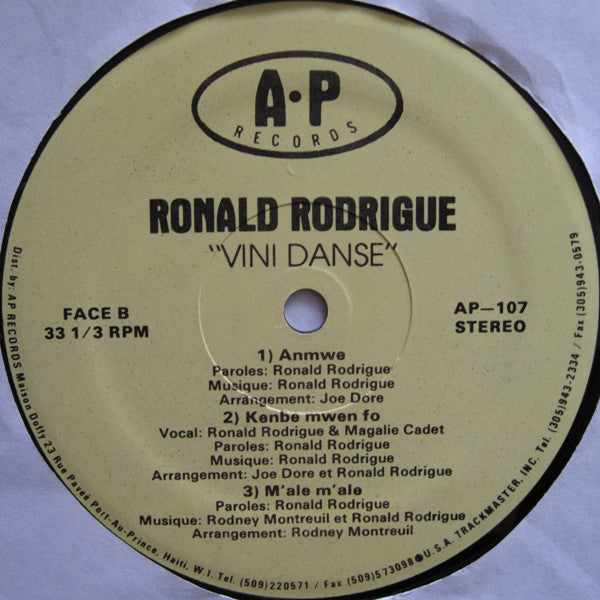 A•P
RECORDS
RONALD RODRIGUE
"VINI DANSE"
FACE B
33 1/3 RPM
AP—107
STEREO
1) Anmwe
Paroles: Ronald Rodrigue
Musique: Ronald Rodrigue
Arrangement: Joe Dore
2) Kenbe mwen fo
Vocal: Ronald Rodrigue & Magalie Cadet
Paroles: Ronald Rodrigue
Musique: Ronald Rodrigue
Arrangement: Joe Dore et Ronald Rodrigue
3) M'ale m'ale
Paroles: Ronald Rodrigue
Musique: Rodney Montreuil et Ronald Rodrigue
Arrangement: Rodney Montreuil
Dist. by: AP RECORDS Maison Dufly 23 Rue Pavée Port-Au-Prince, Haiti, W.I. Tel. (509)220571 / Fax (509)573098 ● U.S.A. TRACKMASTER, INC. Tel. (305)943-2334 / Fax (305)943-0579